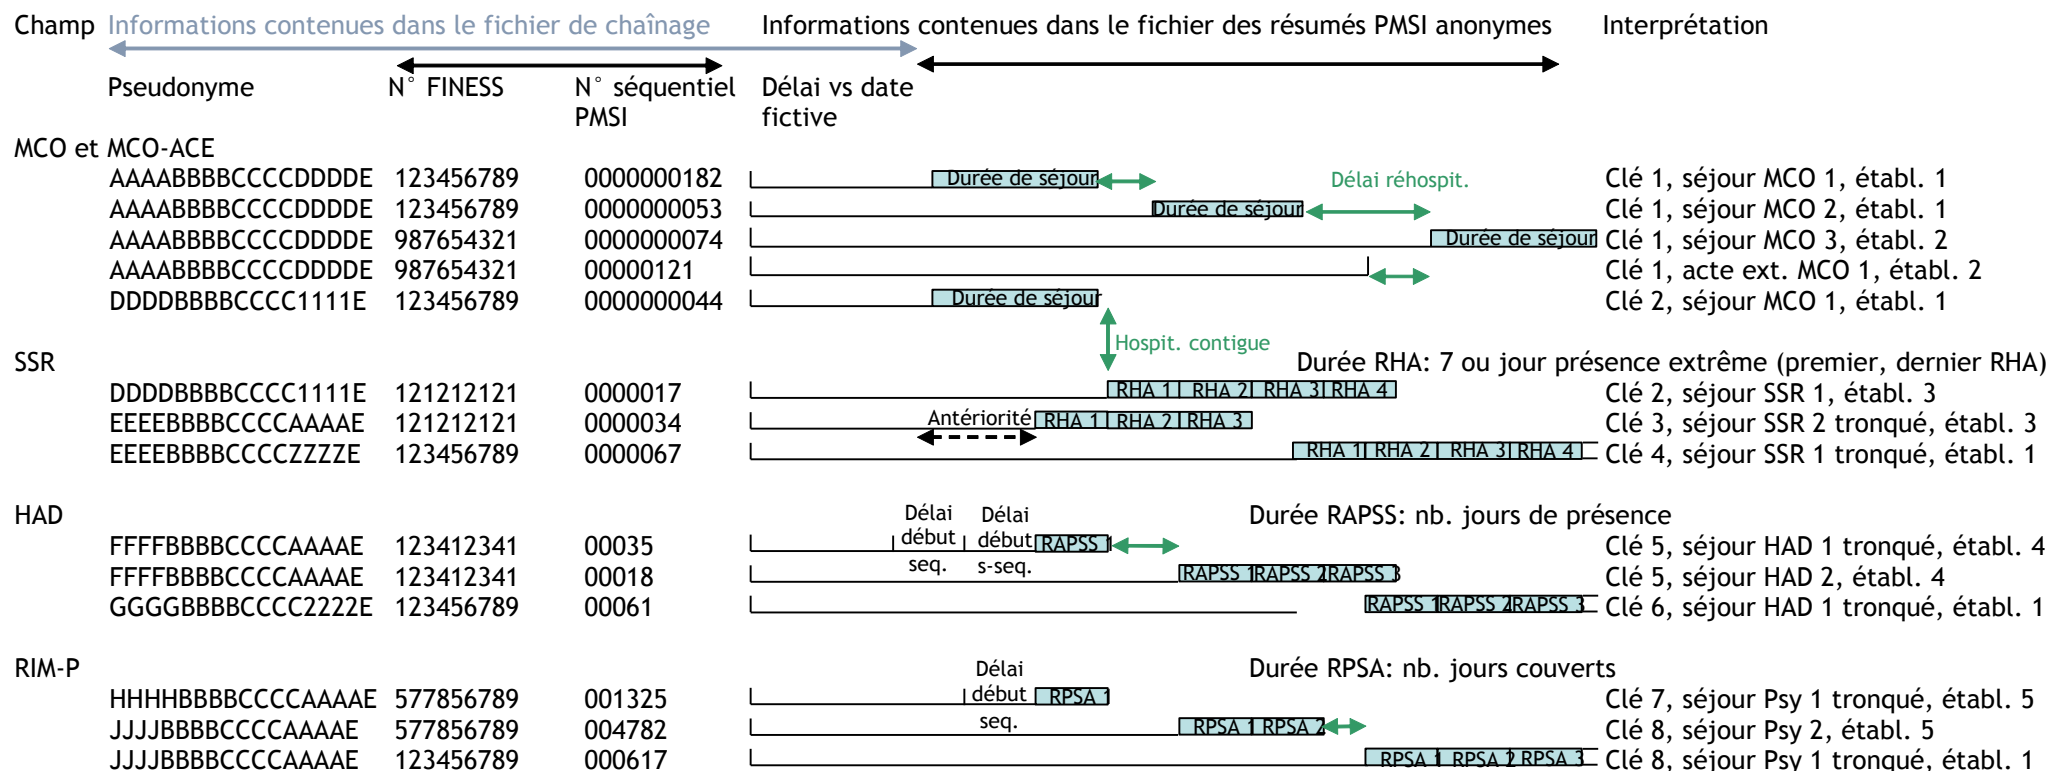 Champ Informations contenues dans le fichier de chaînage Informations contenues dans le fichier des résumés PMSI anonymes Interprétation
Pseudonyme N° FINESS N° séquentiel PMSI Délai vs date fictive
MCO et MCO-ACE
AAAABBBBCCCCDDDDE 123456789 0000000182 Durée de séjour Délai réhospit. Clé 1, séjour MCO 1, établ. 1
AAAABBBBCCCCDDDDE 123456789 0000000053 Durée de séjour Clé 1, séjour MCO 2, établ. 1
AAAABBBBCCCCDDDDE 987654321 0000000074 Durée de séjour Clé 1, séjour MCO 3, établ. 2
AAAABBBBCCCCDDDDE 987654321 00000121 Clé 1, acte ext. MCO 1, établ. 2
DDDDBBBBCCCC1111E 123456789 0000000044 Durée de séjour Clé 2, séjour MCO 1, établ. 1
Hospit. contigue
SSR Durée RHA: 7 ou jour présence extrême (premier, dernier RHA)
DDDDBBBBCCCC1111E 121212121 0000017 RHA 1 RHA 2 RHA 3 RHA 4 Clé 2, séjour SSR 1, établ. 3
EEEEBBBBCCCCAAAAE 121212121 0000034 Antériorité RHA 1 RHA 2 RHA 3 Clé 3, séjour SSR 2 tronqué, établ. 3
EEEEBBBBCCCCZZZZE 123456789 0000067 RHA 1 RHA 2 RHA 3 RHA 4 Clé 4, séjour SSR 1 tronqué, établ. 1
HAD Délai début seq. Délai début s-seq. Durée RAPSS: nb. jours de présence
FFFFBBBBCCCCAAAAE 123412341 00035 RAPSS 1 Clé 5, séjour HAD 1 tronqué, établ. 4
FFFFBBBBCCCCAAAAE 123412341 00018 RAPSS 1 RAPSS 2 RAPSS 3 Clé 5, séjour HAD 2, établ. 4
GGGGBBBBCCCC2222E 123456789 00061 RAPSS 1 RAPSS 2 RAPSS 3 Clé 6, séjour HAD 1 tronqué, établ. 1
RIM-P Délai début seq. Durée RPSA: nb. jours couverts
HHHHBBBBCCCCAAAAE 577856789 001325 RPSA 1 Clé 7, séjour Psy 1 tronqué, établ. 5
JJJJBBBBCCCCAAAAE 577856789 004782 RPSA 1 RPSA 2 Clé 8, séjour Psy 2, établ. 5
JJJJBBBBCCCCAAAAE 123456789 000617 RPSA 1 RPSA 2 RPSA 3 Clé 8, séjour Psy 1 tronqué, établ. 1